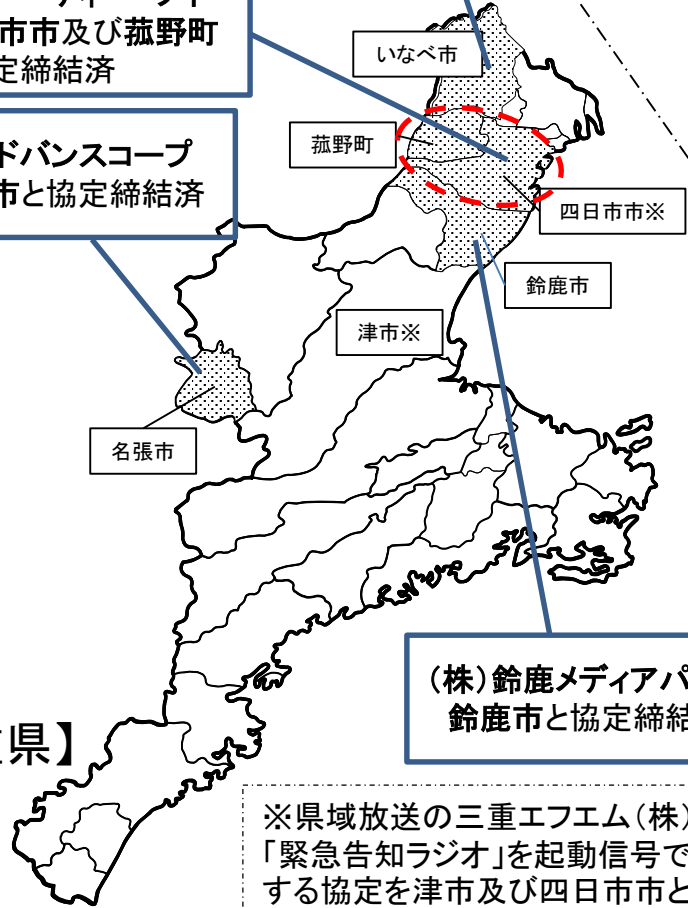 市市及び菰野町
定締結済
ドバンスコープ
市と協定締結済
いなべ市
菰野町
四日市市※
鈴鹿市
津市※
名張市
(株)鈴鹿メディアパ
鈴鹿市と協定締結
県】
※県域放送の三重エフエム(株)
「緊急告知ラジオ」を起動信号で
する協定を津市及び四日市市と